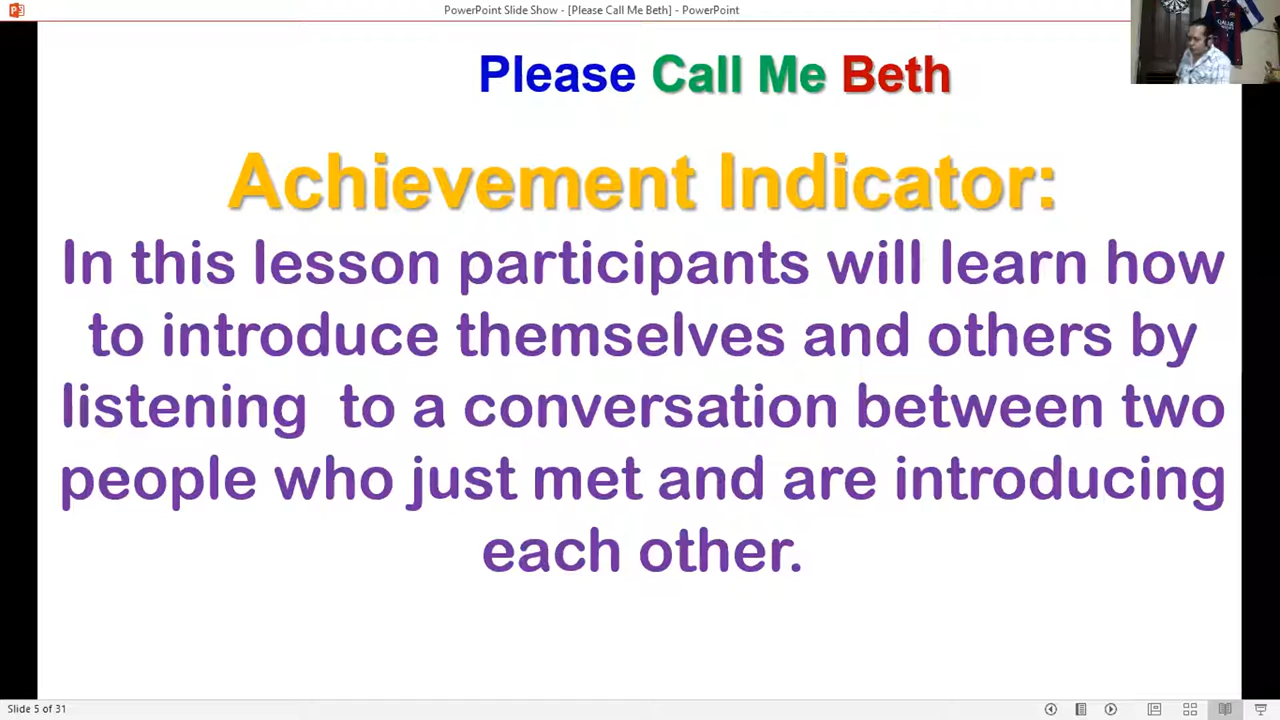 PowerPoint Slide Show - [Please Call Me Beth] - PowerPoint
Please Call Me Beth
Achievement Indicator:
In this lesson participants will learn how
to introduce themselves and others by
listening  to a conversation between two
people who just met and are introducing
each other.
Slide 5 of 31